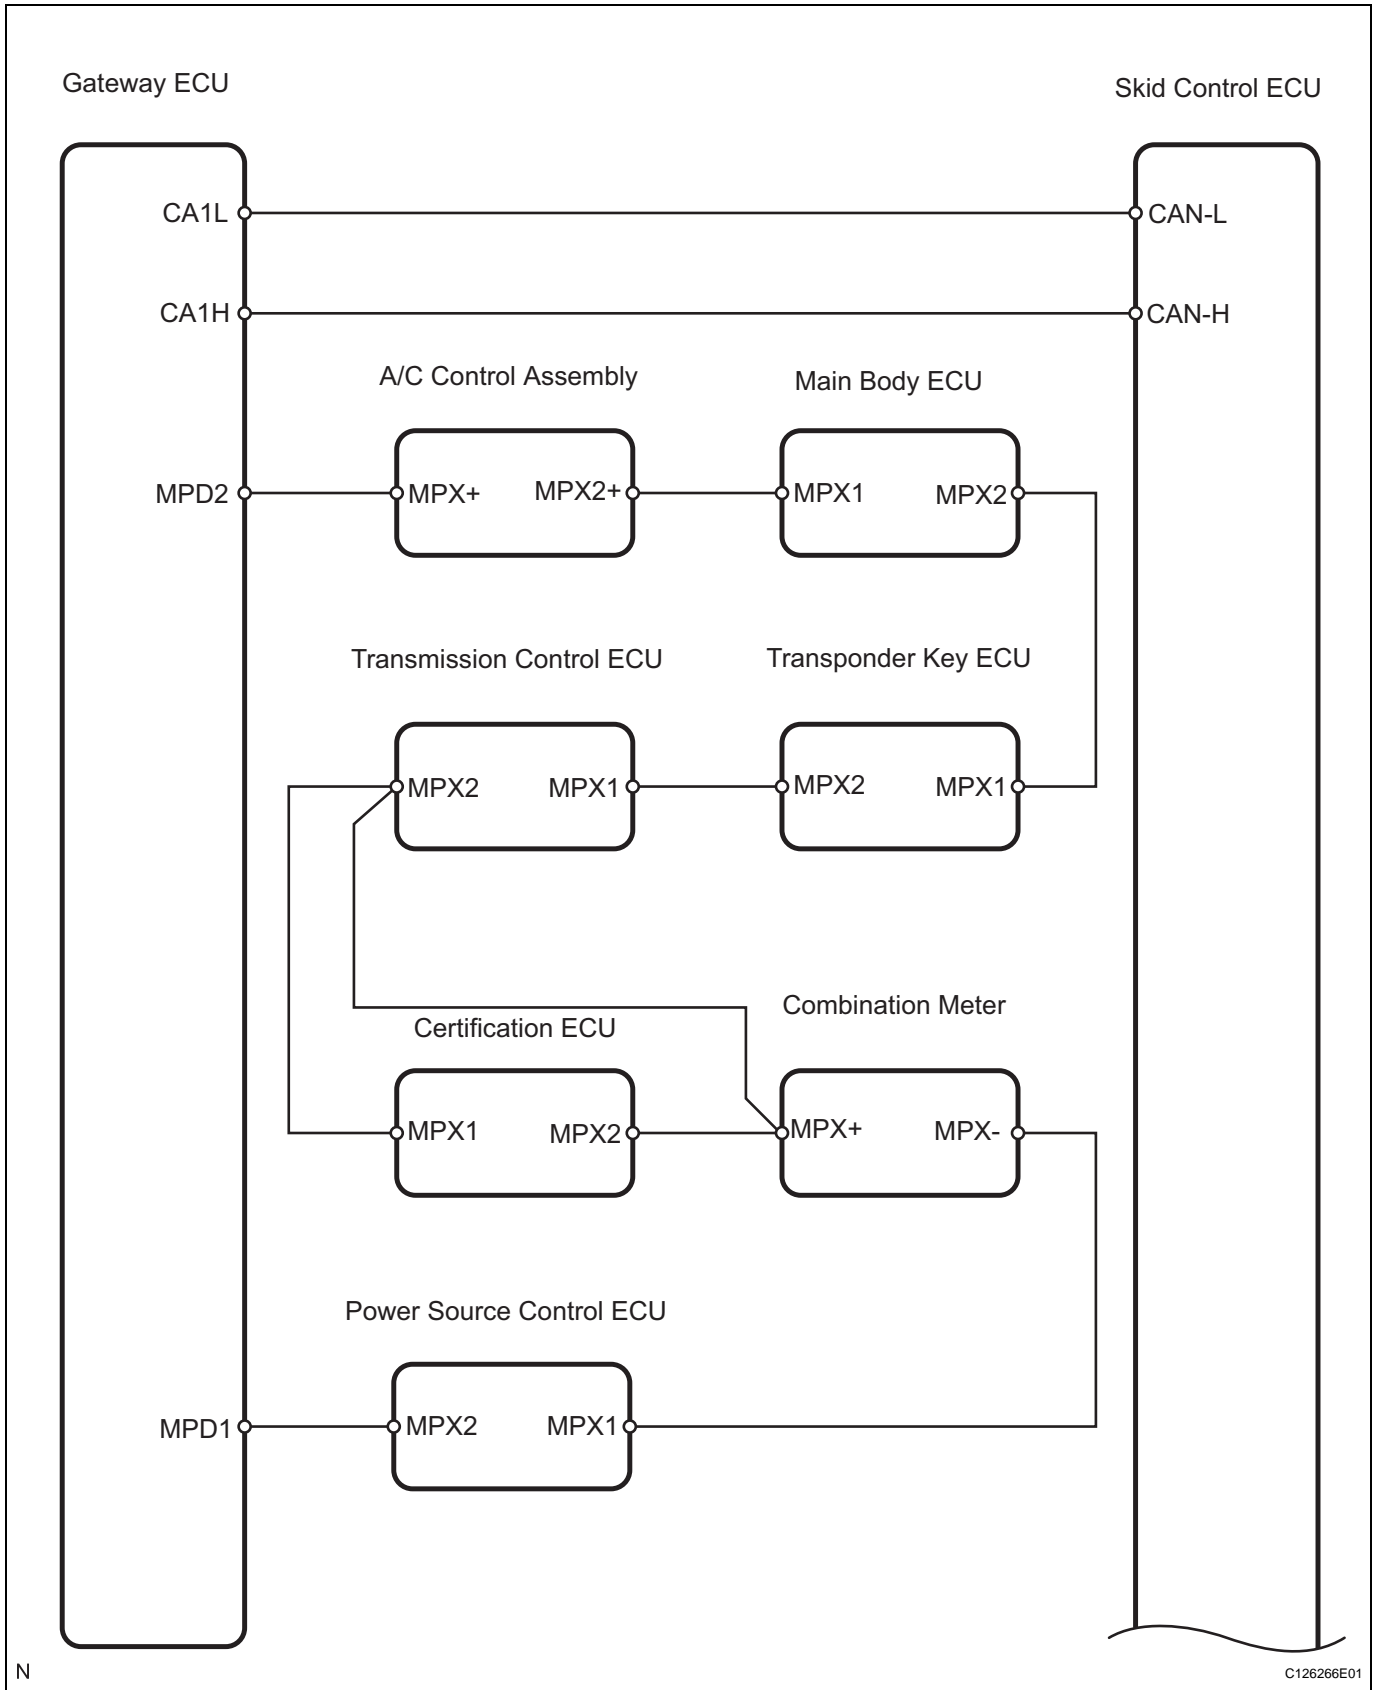 Gateway ECU
Skid Control ECU
CA1L
CAN-L
CA1H
CAN-H
A/C Control Assembly
Main Body ECU
MPD2
MPX+
MPX2+
MPX1
MPX2
Transmission Control ECU
Transponder Key ECU
MPX2
MPX1
MPX2
MPX1
Combination Meter
Certification ECU
MPX1
MPX2
MPX+
MPX-
Power Source Control ECU
MPD1
MPX2
MPX1
N
C126266E01